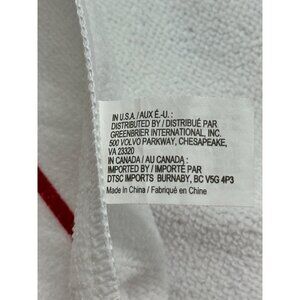 IN U.S.A. / AUX É.-U. :
DISTRIBUTED BY / DISTRIBUÉ PAR
GREENBRIER INTERNATIONAL, INC.
500 VOLVO PARKWAY, CHESAPEAKE,
VA 23320
IN CANADA / AU CANADA :
IMPORTED BY / IMPORTÉ PAR
DTSC IMPORTS BURNABY, BC V5G 4P3
Made in China / Fabriqué en Chine